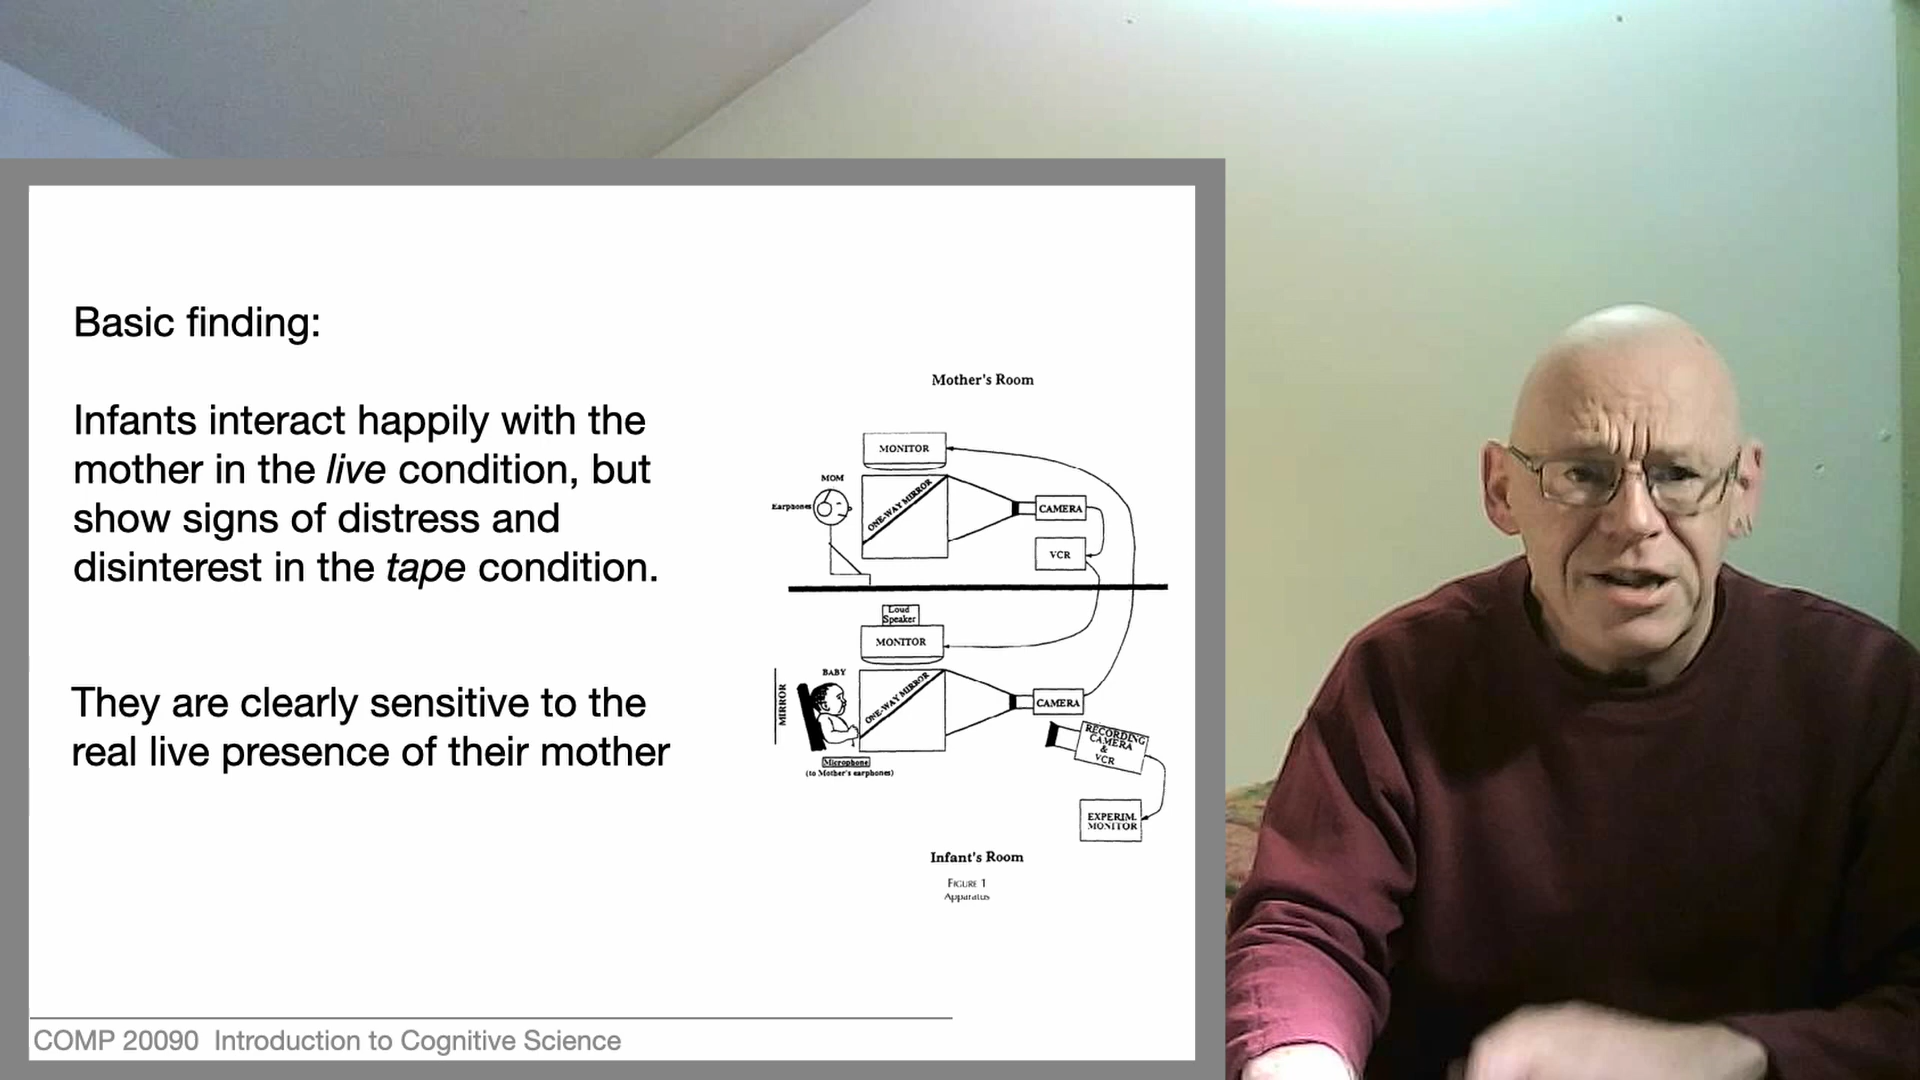 Basic finding:
Infants interact happily with the
mother in the live condition, but
show signs of distress and
disinterest in the tape condition.
They are clearly sensitive to the
real live presence of their mother
Mother's Room
MONITOR
MOM
Earphones
ONE-WAY MIRROR
CAMERA
VCR
Loud
Speaker
MONITOR
BABY
MIRROR
ONE-WAY MIRROR
CAMERA
RECORDING
CAMERA
&
VCR
Microphone
(to Mother's earphones)
EXPERIM.
MONITOR
Infant's Room
FIGURE 1
Apparatus
COMP 20090 Introduction to Cognitive Science